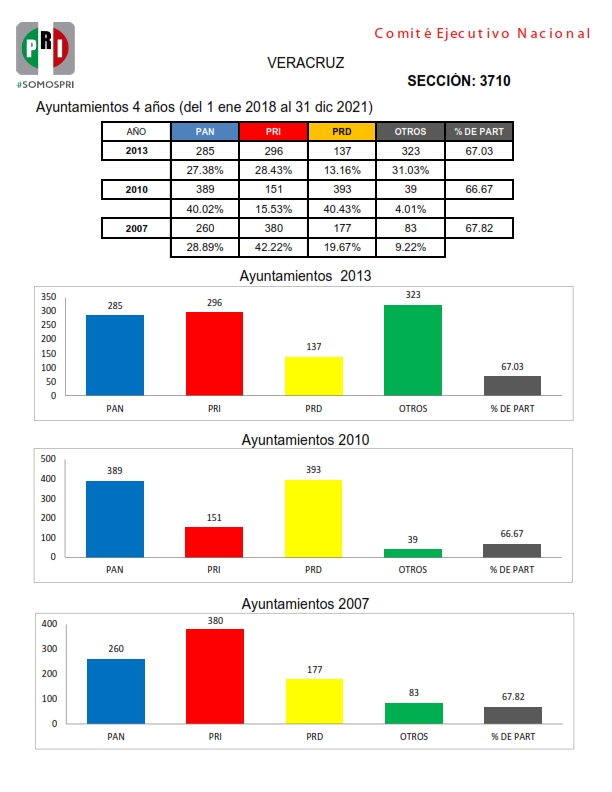 Comité Ejecutivo Nacional
PRI
#SOMOSPRI
VERACRUZ
SECCIÓN: 3710
Ayuntamientos 4 años (del 1 ene 2018 al 31 dic 2021)
AÑO PAN PRI PRD OTROS % DE PART
2013 285 296 137 323 67.03
27.38% 28.43% 13.16% 31.03%
2010 389 151 393 39 66.67
40.02% 15.53% 40.43% 4.01%
2007 260 380 177 83 67.82
28.89% 42.22% 19.67% 9.22%
Ayuntamientos 2013
350
300
250
200
150
100
50
0
285 296 137 323 67.03
PAN PRI PRD OTROS % DE PART
Ayuntamientos 2010
500
400
300
200
100
0
389 151 393 39 66.67
PAN PRI PRD OTROS % DE PART
Ayuntamientos 2007
400
300
200
100
0
260 380 177 83 67.82
PAN PRI PRD OTROS % DE PART